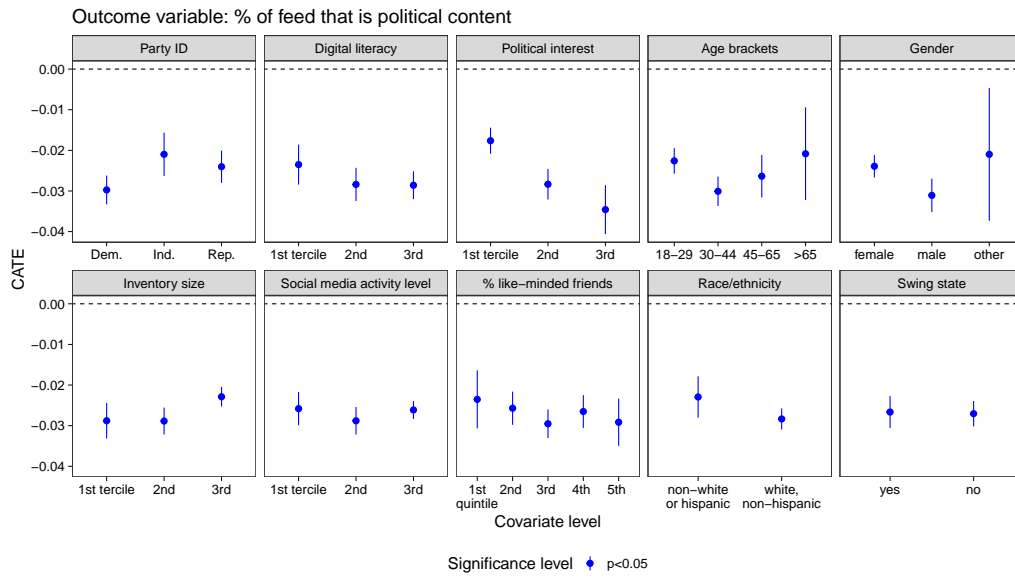 Outcome variable: % of feed that is political content
Party ID
Digital literacy
Political interest
Age brackets
Gender
0.00
−0.01
−0.02
−0.03
−0.04
Dem. Ind. Rep.
1st tercile 2nd 3rd
1st tercile 2nd 3rd
18−29 30−44 45−65 >65
female male other
CATE
Inventory size
Social media activity level
% like−minded friends
Race/ethnicity
Swing state
0.00
−0.01
−0.02
−0.03
−0.04
1st tercile 2nd 3rd
1st tercile 2nd 3rd
1st 2nd 3rd 4th 5th
quintile
non−white white,
or hispanic non−hispanic
yes no
Covariate level
Significance level p<0.05